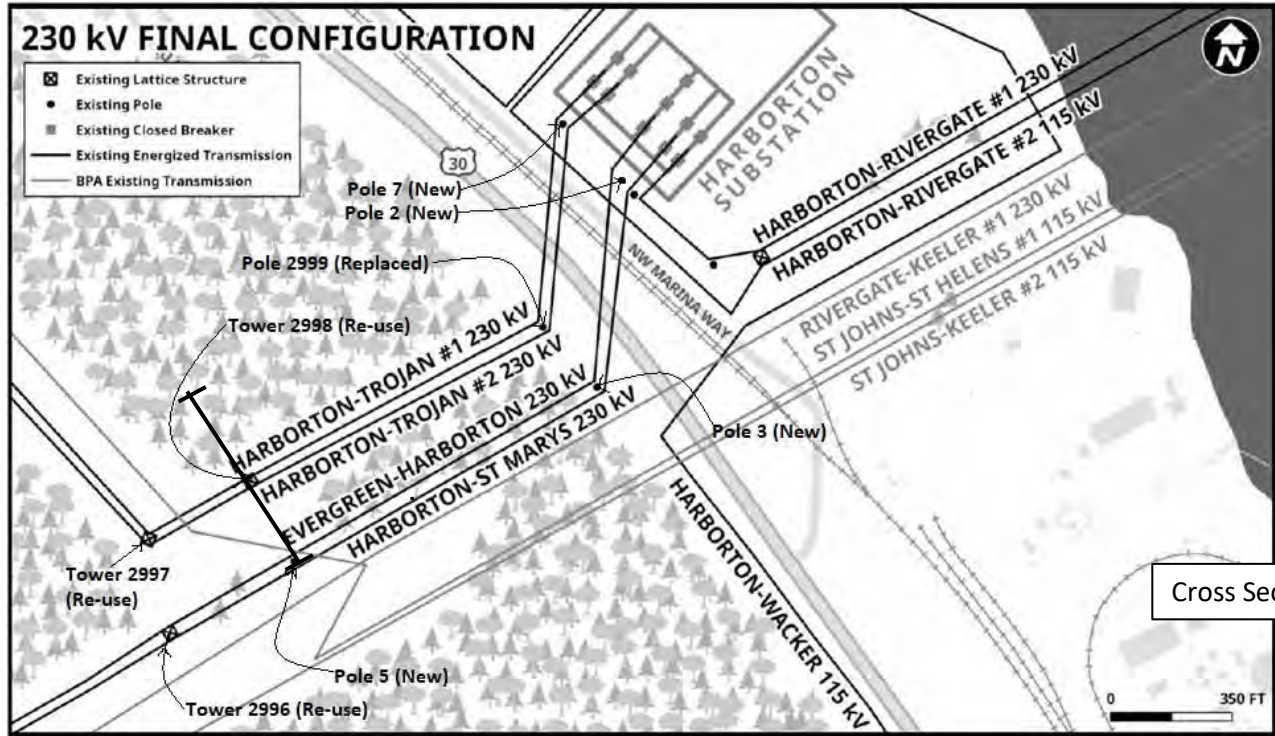 230 kV FINAL CONFIGURATION
Existing Lattice Structure
Existing Pole
Existing Closed Breaker
Existing Energized Transmission
BPA Existing Transmission
N
30
HARBORTON
SUBSTATION
Pole 7 (New)
Pole 2 (New)
HARBORTON-RIVERGATE #1 230 kV
HARBORTON-RIVERGATE #2 115 kV
RIVERGATE-KEELER #1 230 kV
ST JOHNS-ST HELENS #1 115 kV
ST JOHNS-KEELER #2 115 kV
NW MARINA WAY
Pole 2999 (Replaced)
Tower 2998 (Re-use)
HARBORTON-TROJAN #1 230 kV
HARBORTON-TROJAN #2 230 kV
EVERGREEN-HARBORTON 230 kV
HARBORTON-ST MARYS 230 kV
Pole 3 (New)
HARBORTON-WACKER 115 kV
Tower 2997
(Re-use)
Pole 5 (New)
Tower 2996 (Re-use)
Cross Sec
0 350 FT